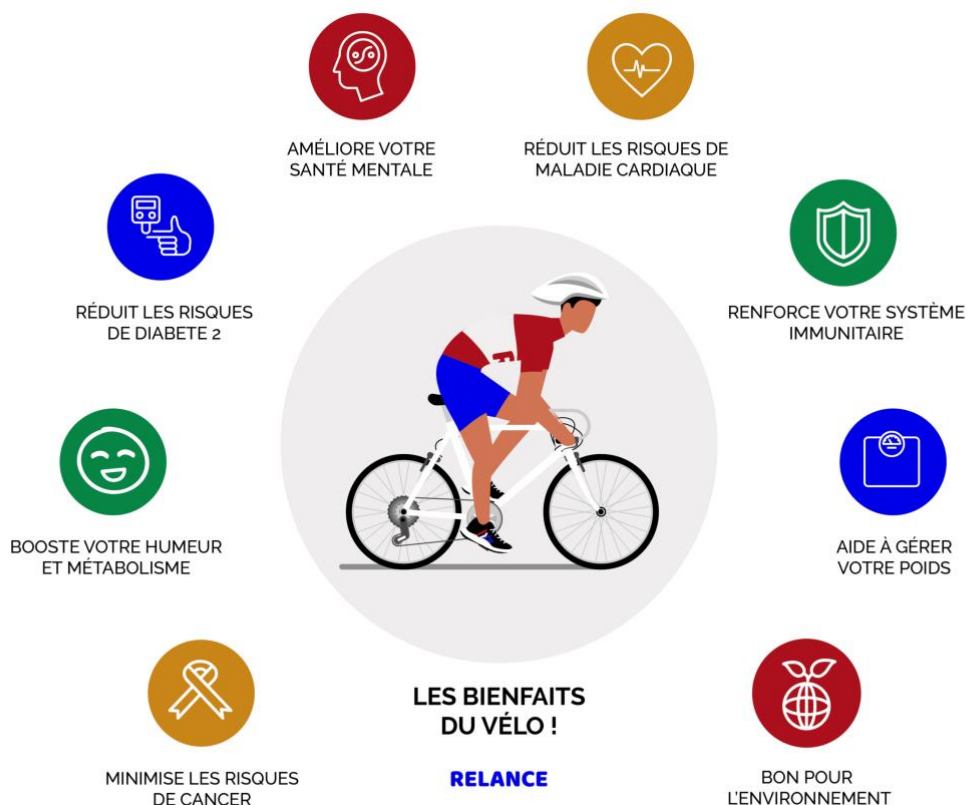 AMÉLIORE VOTRE
SANTÉ MENTALE
RÉDUIT LES RISQUES DE
MALADIE CARDIAQUE
RÉDUIT LES RISQUES
DE DIABETE 2
RENFORCE VOTRE SYSTÈME
IMMUNITAIRE
BOOSTE VOTRE HUMEUR
ET MÉTABOLISME
AIDE À GÉRER
VOTRE POIDS
MINIMISE LES RISQUES
DE CANCER
LES BIENFAITS
DU VÉLO !
RELANCE
BON POUR
L'ENVIRONNEMENT